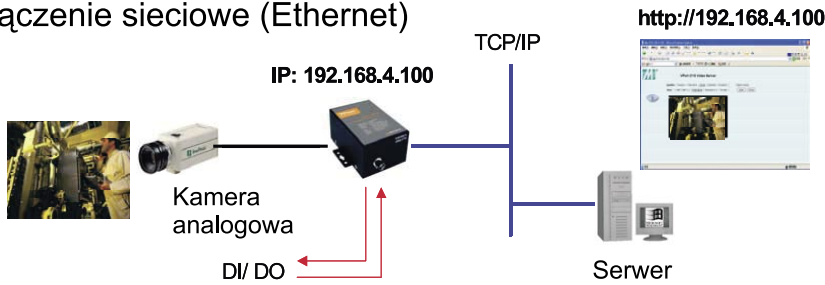 ączenie sieciowe (Ethernet)
http://192.168.4.100
TCP/IP
IP: 192.168.4.100
Kamera
analogowa
DI/ DO
Serwer